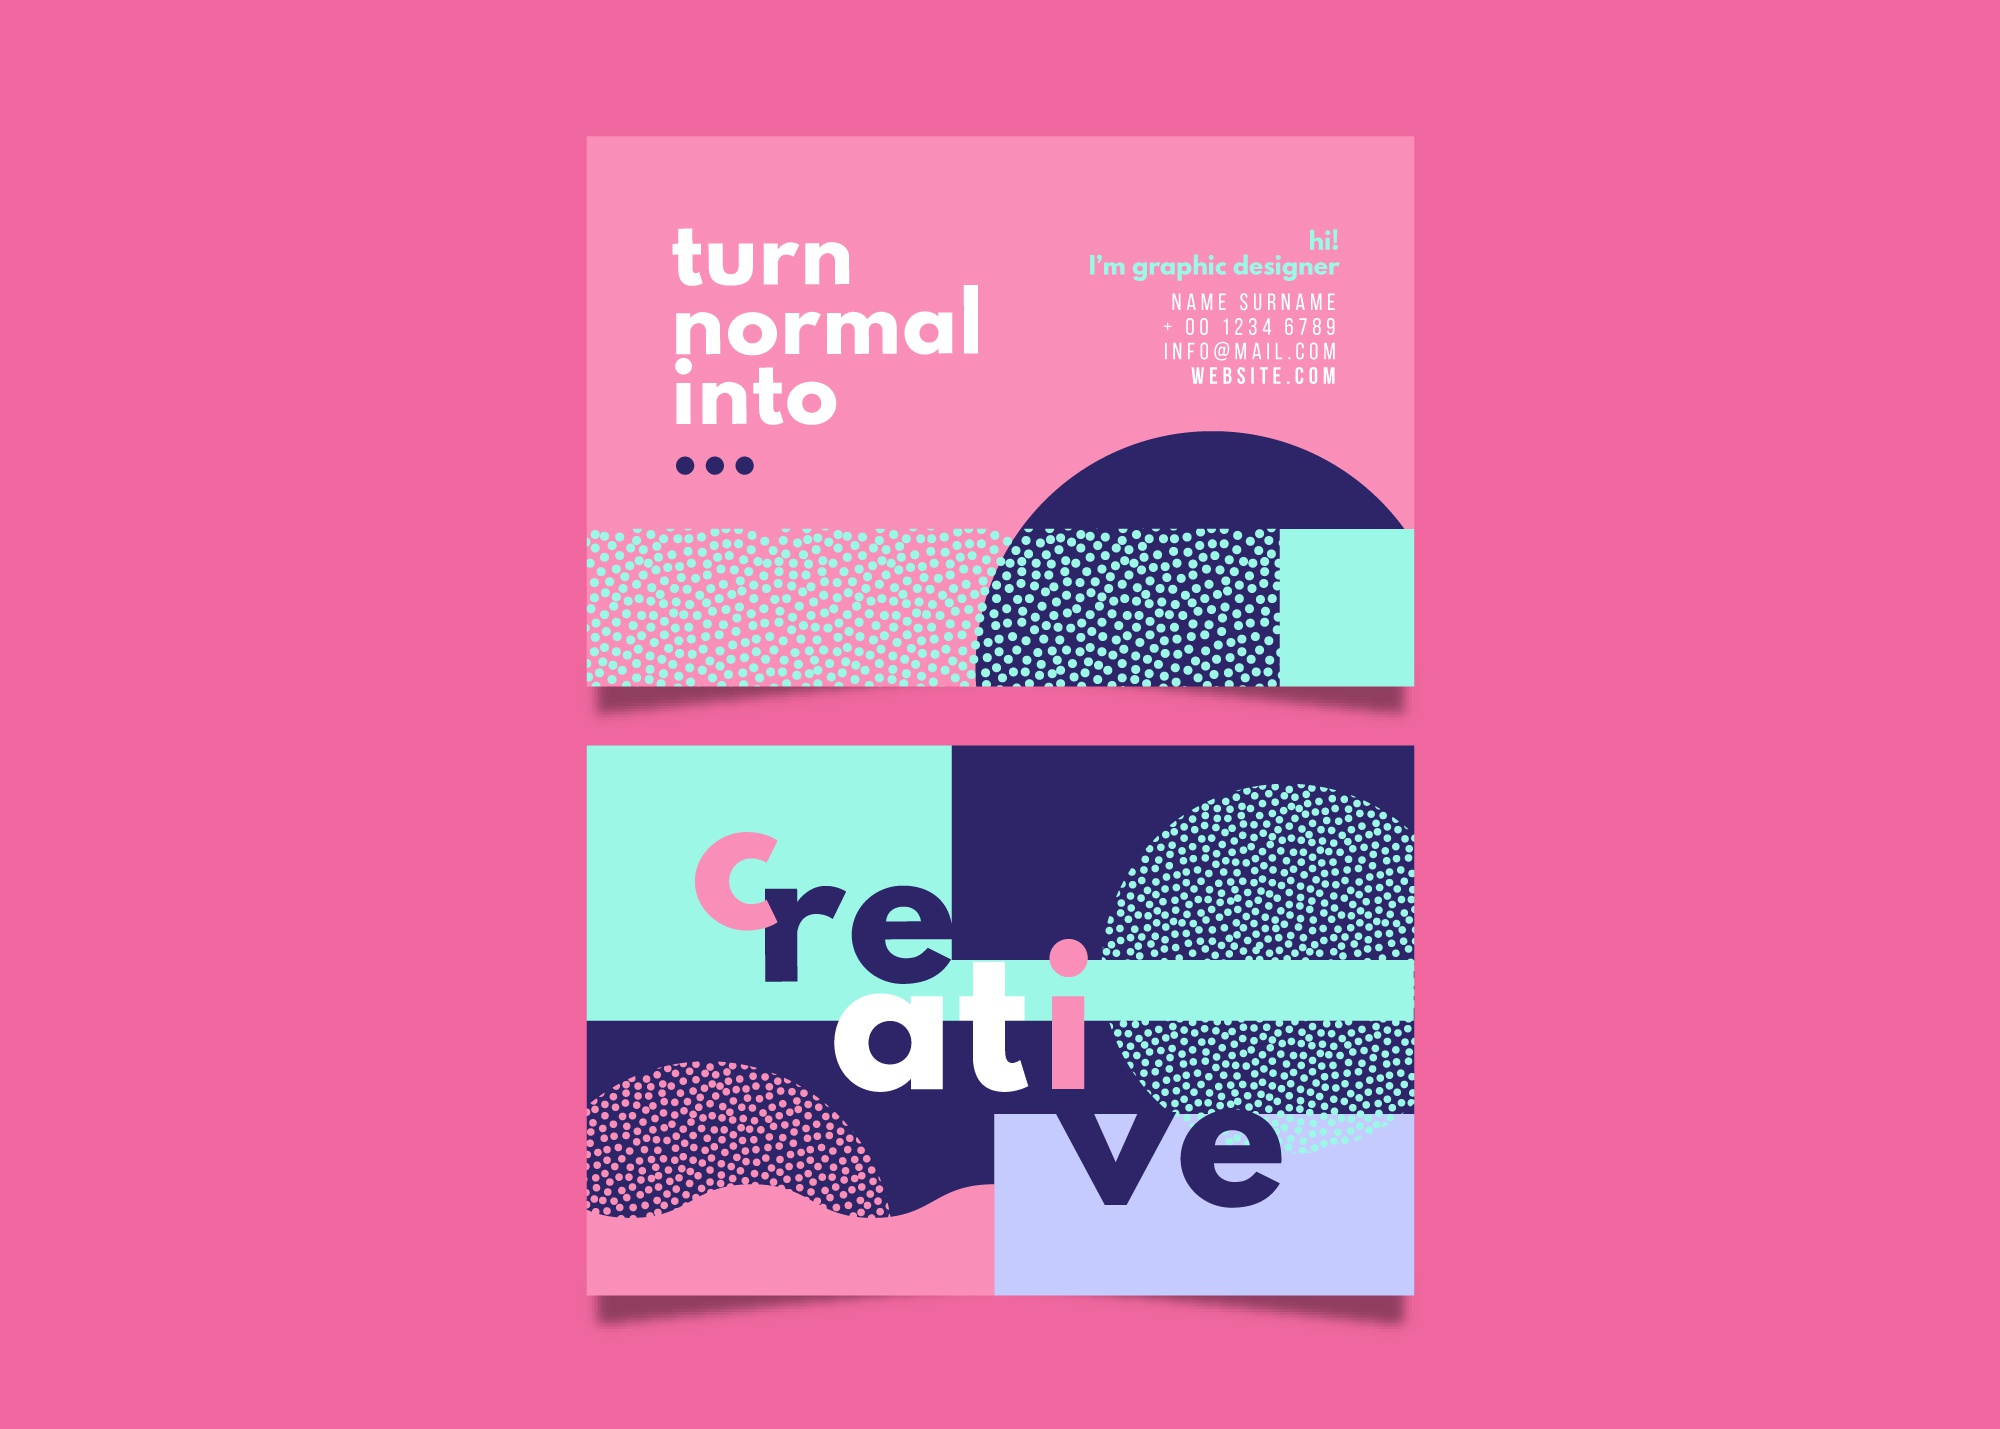 turn
normal
into
...
hi!
I'm graphic designer
NAME SURNAME
+ 00 1234 6789
INFO@MAIL.COM
WEBSITE.COM
cre
ati
ve